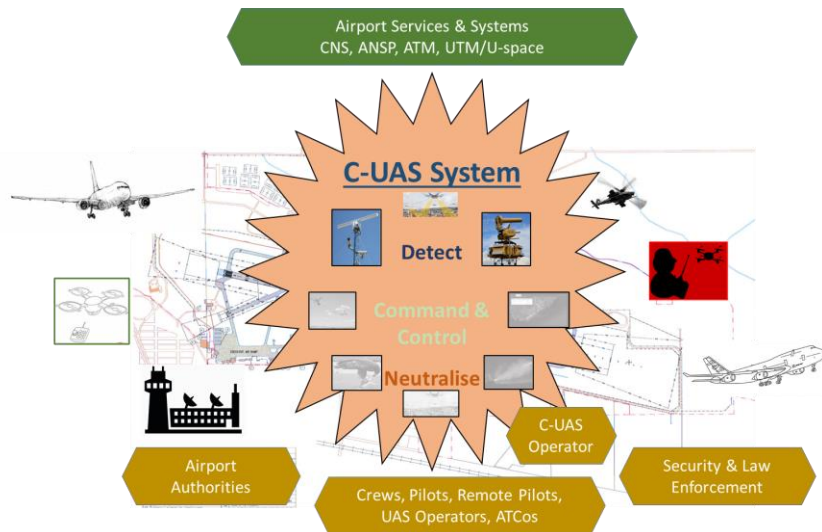 Airport Services & Systems
CNS, ANSP, ATM, UTM/U-space
C-UAS System
Detect
Command &
Control
Neutralise
C-UAS
Operator
Airport
Authorities
Crews, Pilots, Remote Pilots,
UAS Operators, ATCos
Security & Law
Enforcement